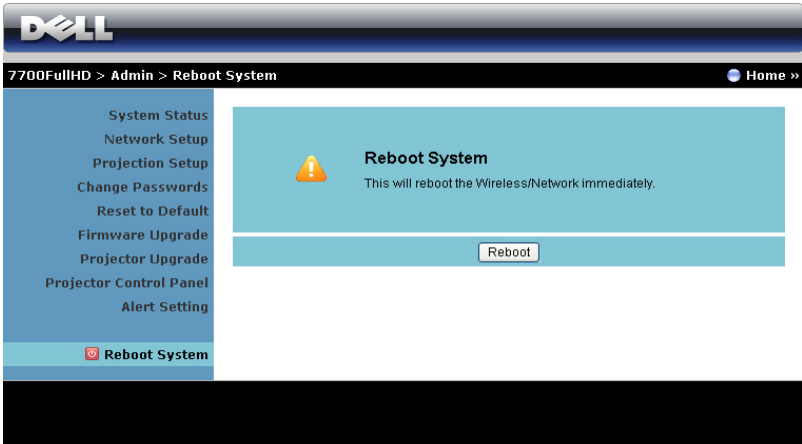 DELL
7700FullHD > Admin > Reboot System
Home »
System Status
Network Setup
Projection Setup
Change Passwords
Reset to Default
Firmware Upgrade
Projector Upgrade
Projector Control Panel
Alert Setting
Reboot System
Reboot System
This will reboot the Wireless/Network immediately.
Reboot